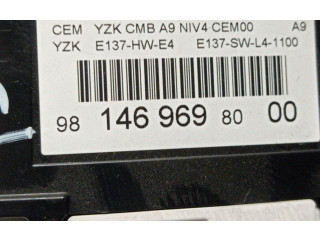 CEM YZK CMB A9 NIV4 CEM00 A9
YZK E137-HW-E4 E137-SW-L4-1100
98 146 969 80 00